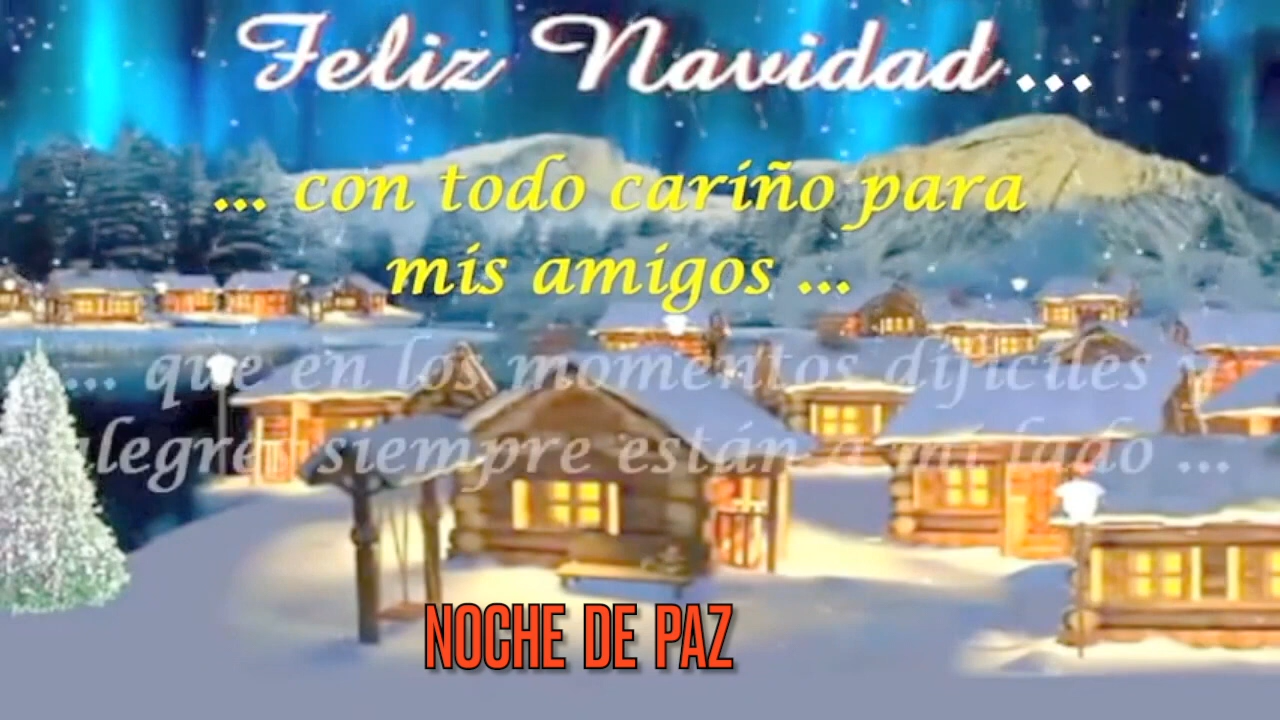 Feliz Navidad ...
... con todo cariño para
mis amigos ...
... que en los momentos difíciles y
alegres siempre están a mi lado ...
NOCHE DE PAZ